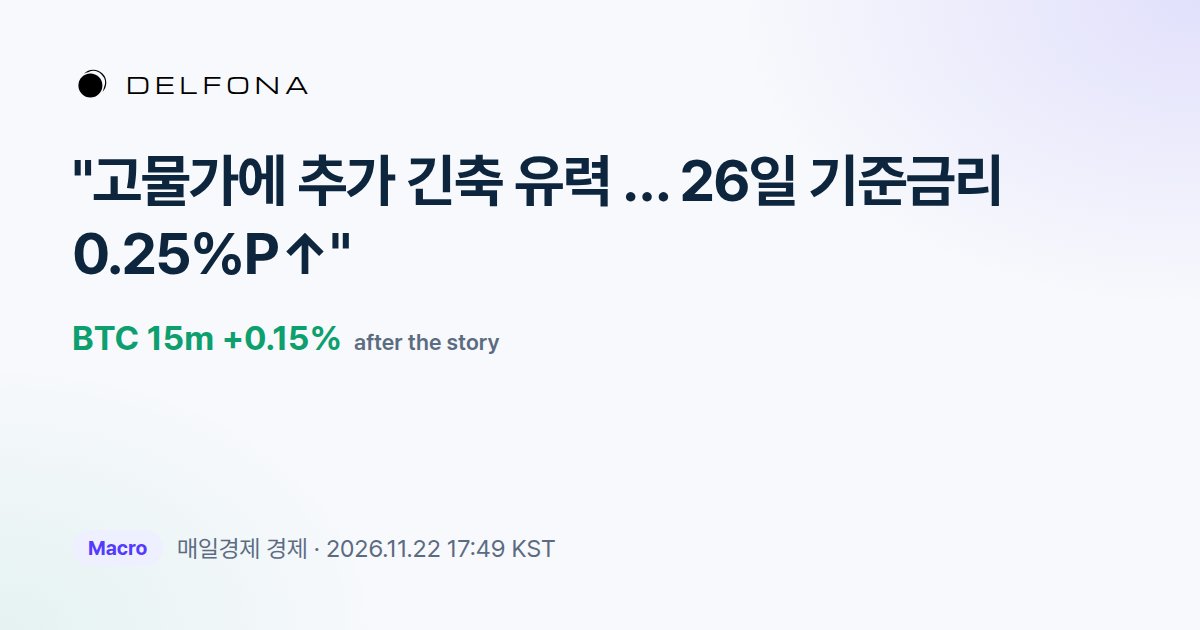 DELFONA
"고물가에 추가 긴축 유력 … 26일 기준금리
0.25%P↑"
BTC 15m +0.15% after the story
Macro 매일경제 경제 · 2026.11.22 17:49 KST